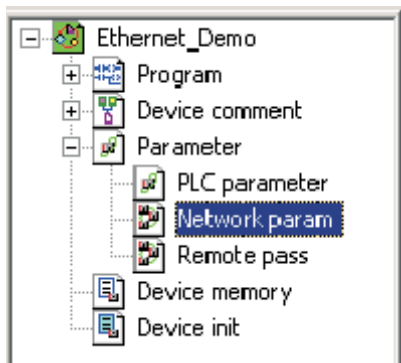 Ethernet_Demo
Program
Device comment
Parameter
PLC parameter
Network param
Remote pass
Device memory
Device init